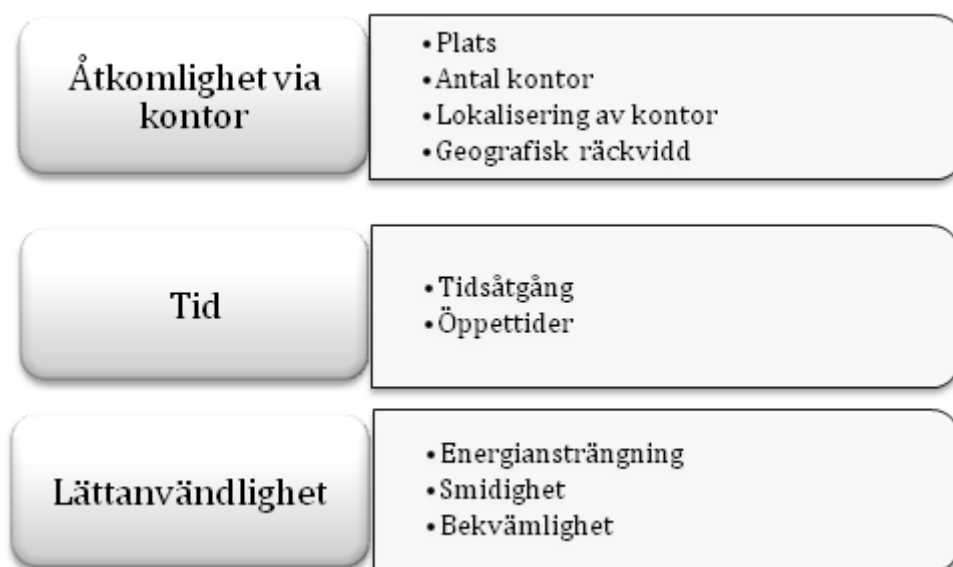 Åtkomlighet via
kontor
• Plats
• Antal kontor
• Lokalisering av kontor
• Geografisk räckvidd
Tid
• Tidsåtgång
• Öppettider
Lättanvändlighet
• Energiansträngning
• Smidighet
• Bekvämlighet